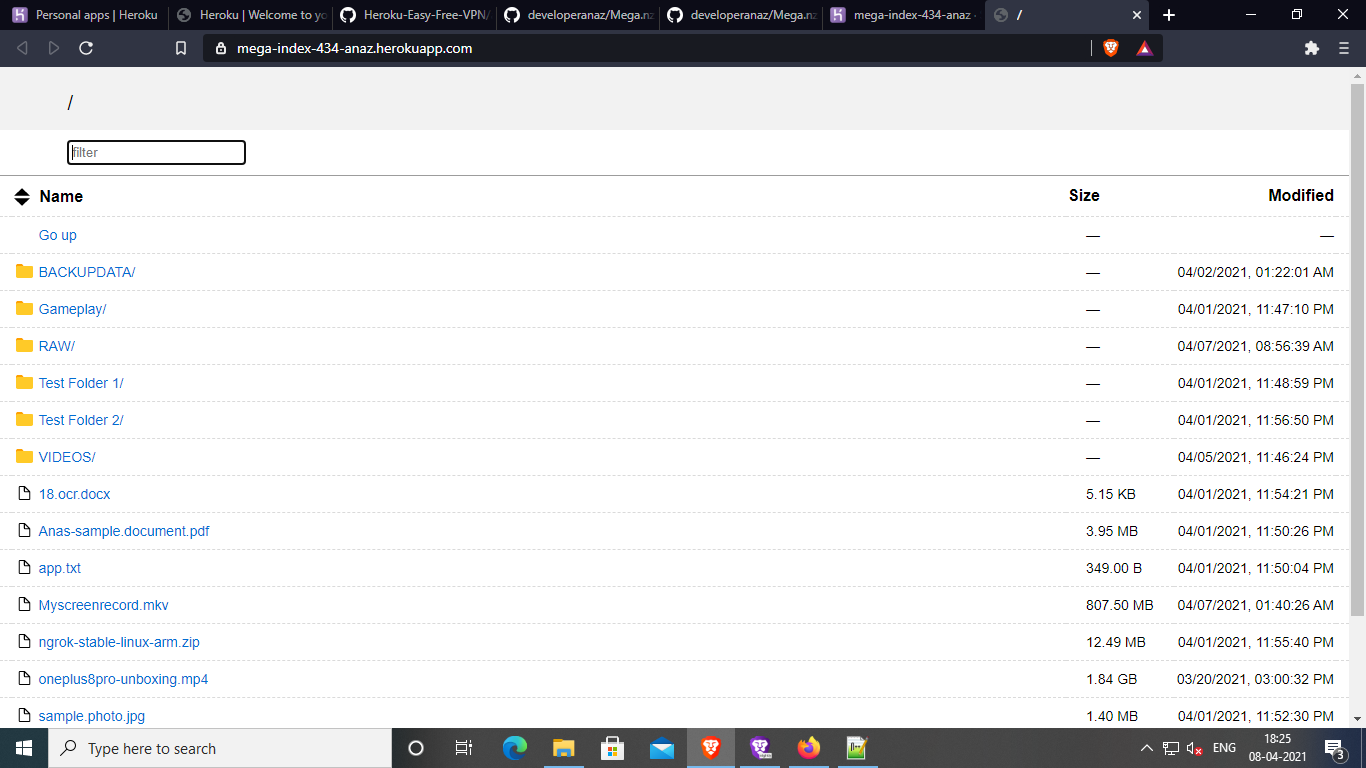 Personal apps | Heroku
Heroku | Welcome to yo
Heroku-Easy-Free-VPN/
developeranaz/Mega.nz
developeranaz/Mega.nz
mega-index-434-anaz
/
mega-index-434-anaz.herokuapp.com
/
filter
Name Size Modified
Go up — —
BACKUPDATA/ — 04/02/2021, 01:22:01 AM
Gameplay/ — 04/01/2021, 11:47:10 PM
RAW/ — 04/07/2021, 08:56:39 AM
Test Folder 1/ — 04/01/2021, 11:48:59 PM
Test Folder 2/ — 04/01/2021, 11:56:50 PM
VIDEOS/ — 04/05/2021, 11:46:24 PM
18.ocr.docx 5.15 KB 04/01/2021, 11:54:21 PM
Anas-sample.document.pdf 3.95 MB 04/01/2021, 11:50:26 PM
app.txt 349.00 B 04/01/2021, 11:50:04 PM
Myscreenrecord.mkv 807.50 MB 04/07/2021, 01:40:26 AM
ngrok-stable-linux-arm.zip 12.49 MB 04/01/2021, 11:55:40 PM
oneplus8pro-unboxing.mp4 1.84 GB 03/20/2021, 03:00:32 PM
sample.photo.jpg 1.40 MB 04/01/2021, 11:52:30 PM
Type here to search
ENG
18:25
08-04-2021
3